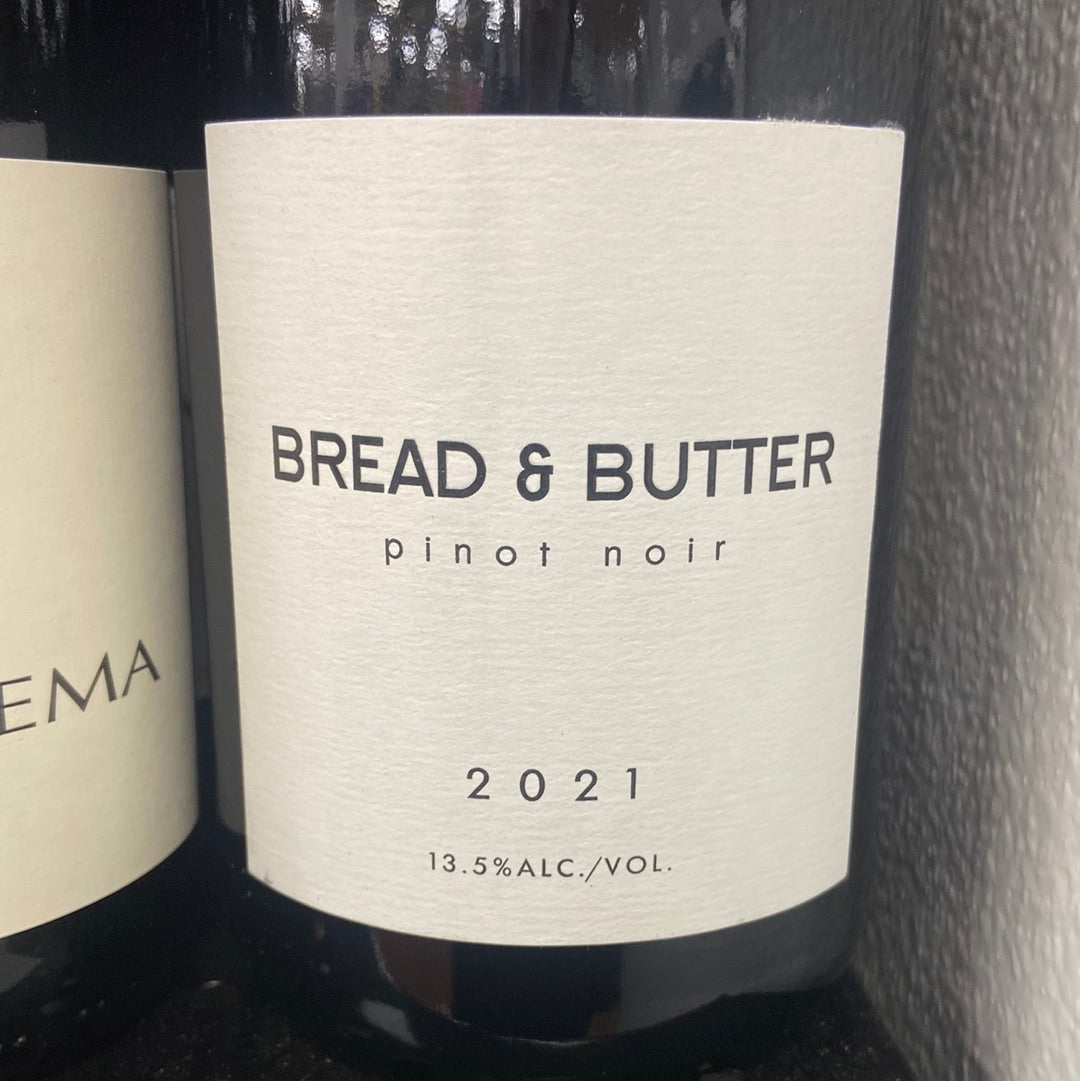 BREAD & BUTTER
pinot noir
2021
13.5%ALC./VOL.
EMA